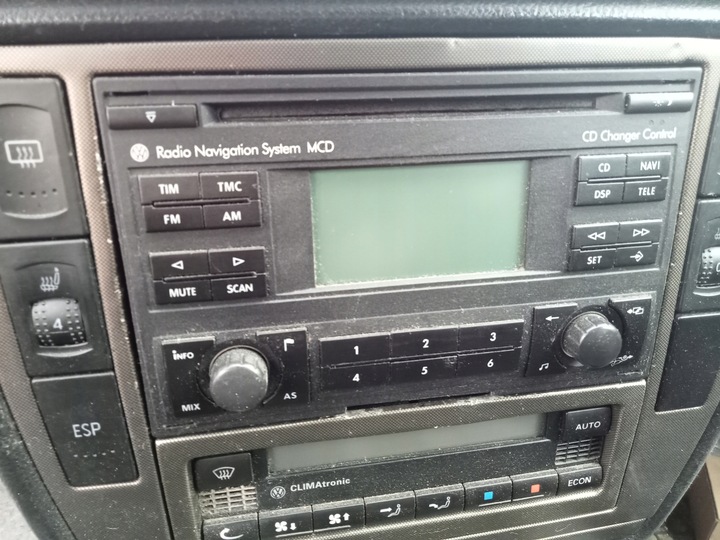 Radio Navigation System MCD
CD Changer Control
TIM TMC
FM AM
CD NAVI
DSP TELE
MUTE SCAN
SET
INFO
MIX AS
1 2 3
4 5 6
4
ESP
AUTO
CLIMAtronic
ECON